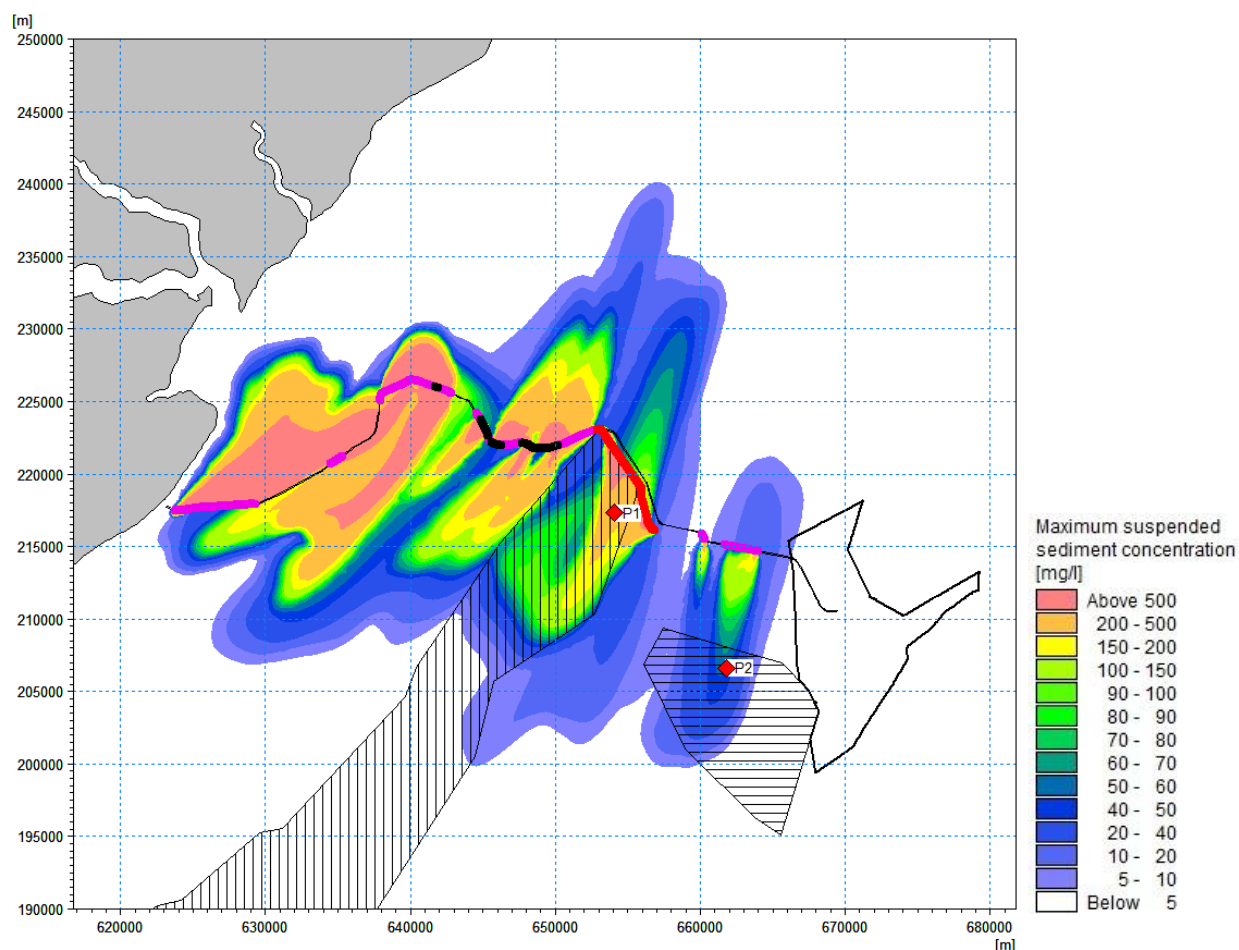 [m]
250000
245000
240000
235000
230000
225000
220000
215000
210000
205000
200000
195000
190000
620000 630000 640000 650000 660000 670000 680000
[m]
P1
P2
Maximum suspended
sediment concentration
[mg/l]
Above 500
200 - 500
150 - 200
100 - 150
90 - 100
80 - 90
70 - 80
60 - 70
50 - 60
40 - 50
20 - 40
10 - 20
5 - 10
Below 5